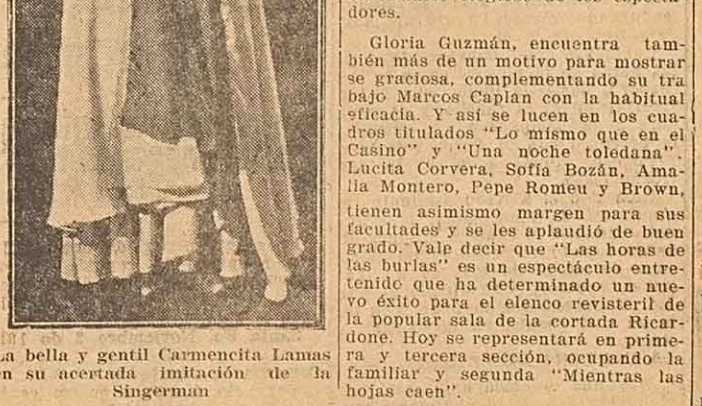 dores.
Gloria Guzmán, encuentra tam-
bién más de un motivo para mostrar
se graciosa, complementando su tra
bajo Marcos Caplan con la habitual
eficacia. Y así se lucen en los cua-
dros titulados "Lo mismo que en el
Casino" y "Una noche toledana".
Lucita Corvera, Sofía Bozán, Ama-
lia Montero, Pepe Romeu y Brown,
tienen asimismo margen para sus
facultades y se les aplaudió de buen
grado. Vale decir que "Las horas de
las burlas" es un espectáculo entre-
tenido que ha determinado un nue-
vo éxito para el elenco revisteril de
la popular sala de la cortada Ricar-
done. Hoy se representará en prime-
ra y tercera sección, ocupando la
familiar y segunda "Mientras las
hojas caen".
La bella y gentil Carmencita Lamas
en su acertada imitación de la
Singerman